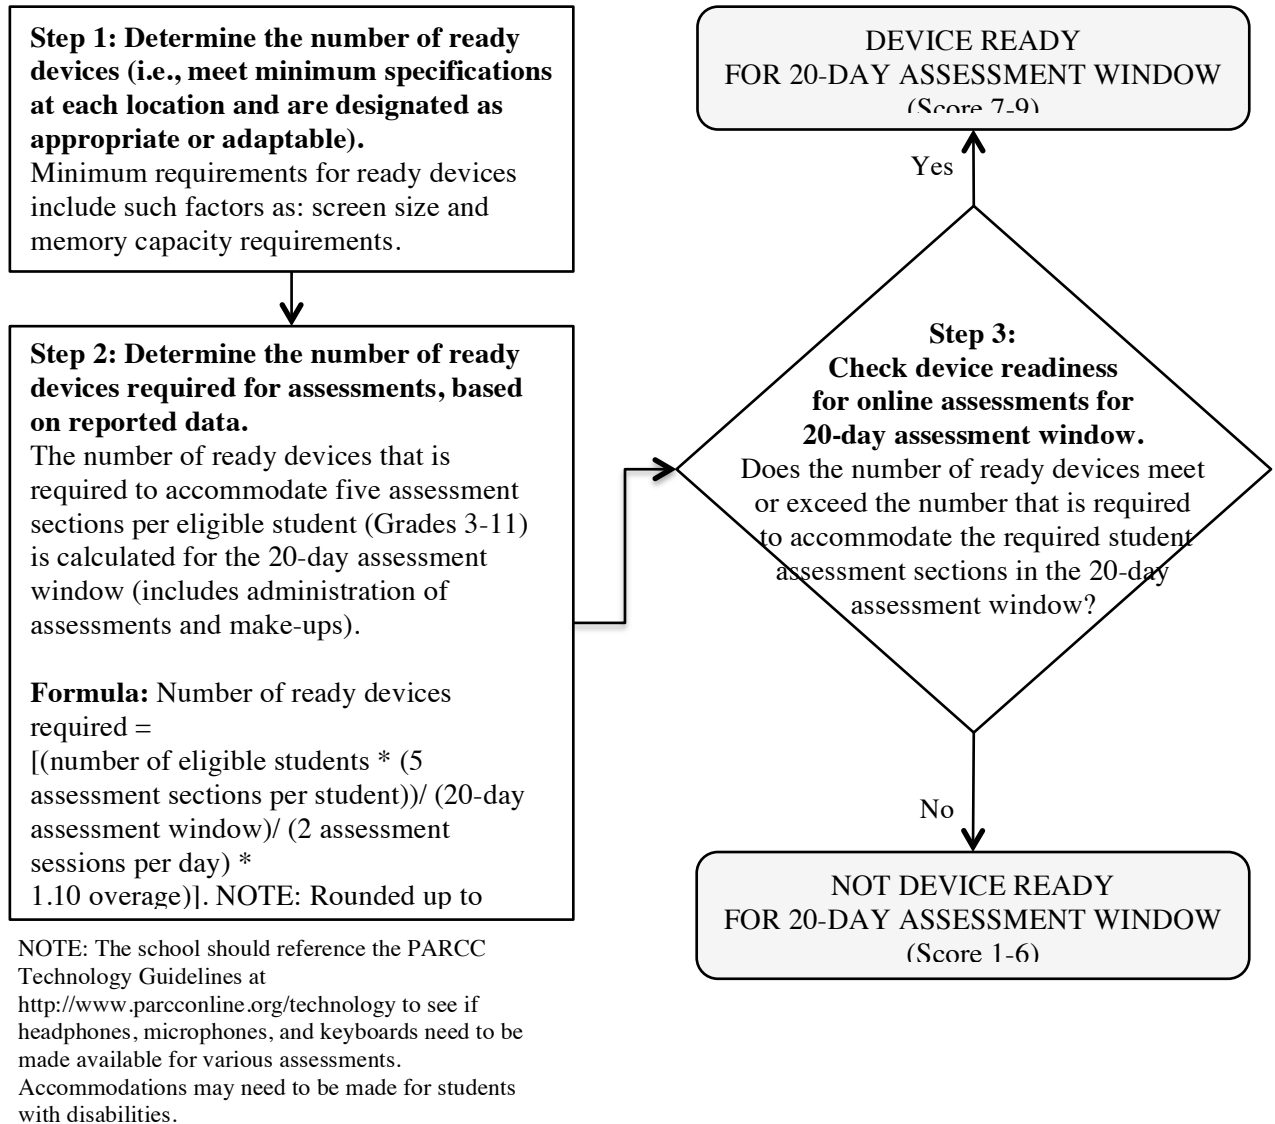 Step 1: Determine the number of ready
devices (i.e., meet minimum specifications
at each location and are designated as
appropriate or adaptable).
Minimum requirements for ready devices
include such factors as: screen size and
memory capacity requirements.
Step 2: Determine the number of ready
devices required for assessments, based
on reported data.
The number of ready devices that is
required to accommodate five assessment
sections per eligible student (Grades 3-11)
is calculated for the 20-day assessment
window (includes administration of
assessments and make-ups).
Formula: Number of ready devices
required =
[(number of eligible students * (5
assessment sections per student))/ (20-day
assessment window)/ (2 assessment
sessions per day) *
1.10 overage)]. NOTE: Rounded up to
NOTE: The school should reference the PARCC
Technology Guidelines at
http://www.parcconline.org/technology to see if
headphones, microphones, and keyboards need to be
made available for various assessments.
Accommodations may need to be made for students
with disabilities.
DEVICE READY
FOR 20-DAY ASSESSMENT WINDOW
(Score 7-9)
Yes
Step 3:
Check device readiness
for online assessments for
20-day assessment window.
Does the number of ready devices meet
or exceed the number that is required
to accommodate the required student
assessment sections in the 20-day
assessment window?
No
NOT DEVICE READY
FOR 20-DAY ASSESSMENT WINDOW
(Score 1-6)